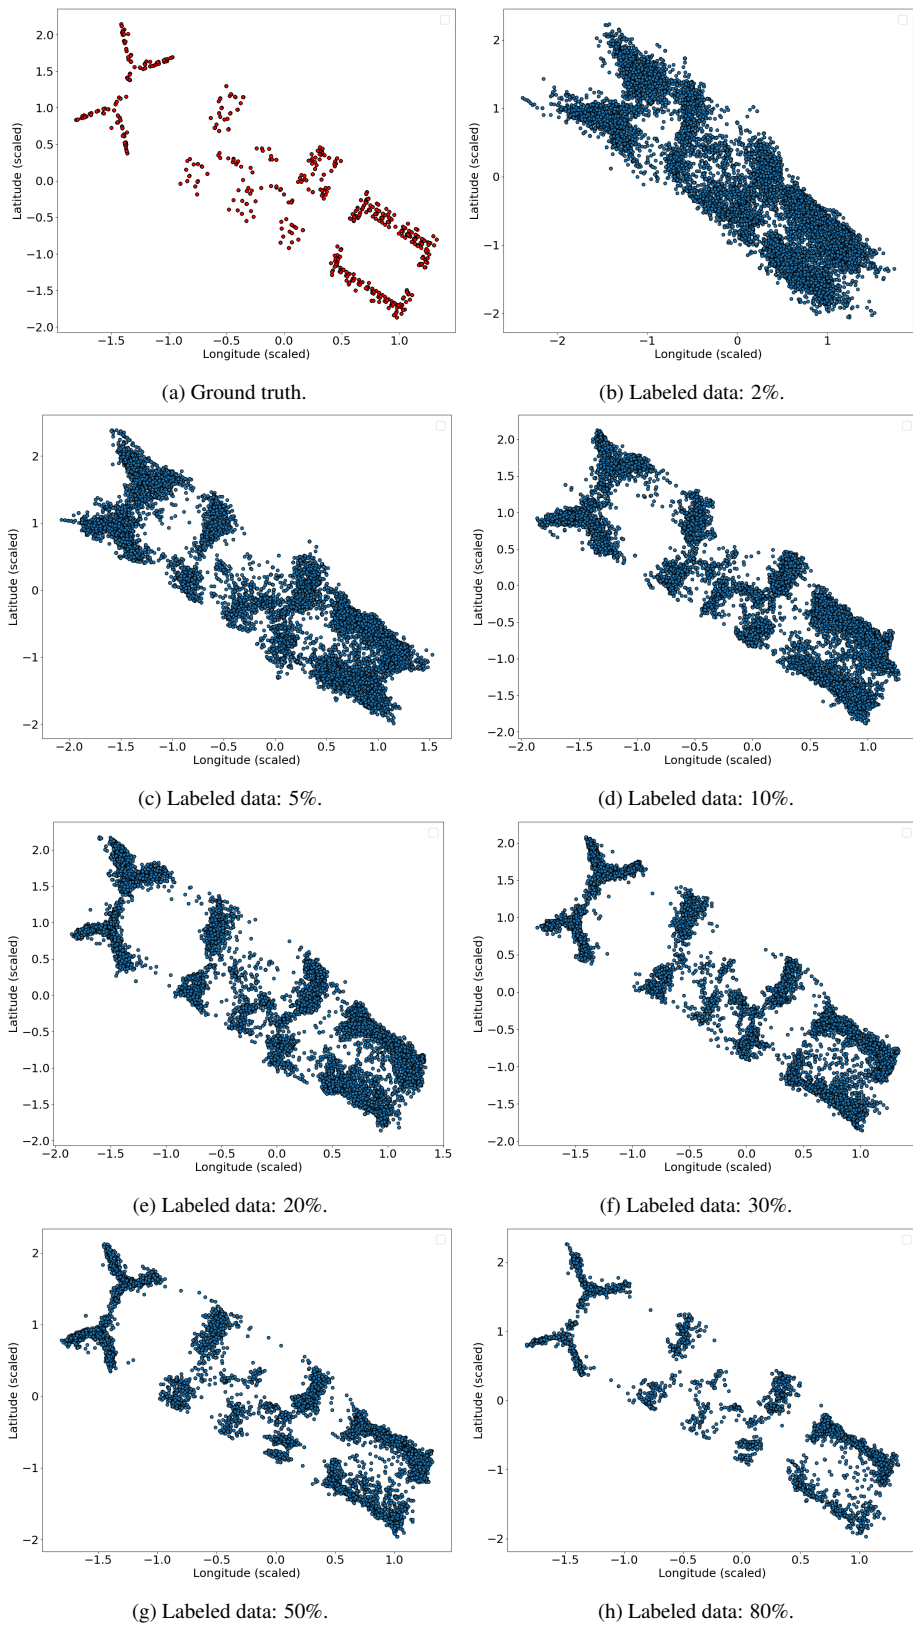 2.0
1.5
1.0
0.5
0.0
−0.5
−1.0
−1.5
−2.0
Latitude (scaled)
−1.5 −1.0 −0.5 0.0 0.5 1.0
Longitude (scaled)
(a) Ground truth.
2
1
0
−1
−2
Latitude (scaled)
−2 −1 0 1
Longitude (scaled)
(b) Labeled data: 2%.
2
1
0
−1
−2
Latitude (scaled)
−2.0 −1.5 −1.0 −0.5 0.0 0.5 1.0 1.5
Longitude (scaled)
(c) Labeled data: 5%.
2.0
1.5
1.0
0.5
0.0
−0.5
−1.0
−1.5
−2.0
Latitude (scaled)
−2.0 −1.5 −1.0 −0.5 0.0 0.5 1.0
Longitude (scaled)
(d) Labeled data: 10%.
2.0
1.5
1.0
0.5
0.0
−0.5
−1.0
−1.5
−2.0
Latitude (scaled)
−2.0 −1.5 −1.0 −0.5 0.0 0.5 1.0 1.5
Longitude (scaled)
(e) Labeled data: 20%.
2.0
1.5
1.0
0.5
0.0
−0.5
−1.0
−1.5
−2.0
Latitude (scaled)
−1.5 −1.0 −0.5 0.0 0.5 1.0
Longitude (scaled)
(f) Labeled data: 30%.
2
1
0
−1
−2
Latitude (scaled)
−1.5 −1.0 −0.5 0.0 0.5 1.0
Longitude (scaled)
(g) Labeled data: 50%.
2
1
0
−1
−2
Latitude (scaled)
−1.5 −1.0 −0.5 0.0 0.5 1.0
Longitude (scaled)
(h) Labeled data: 80%.